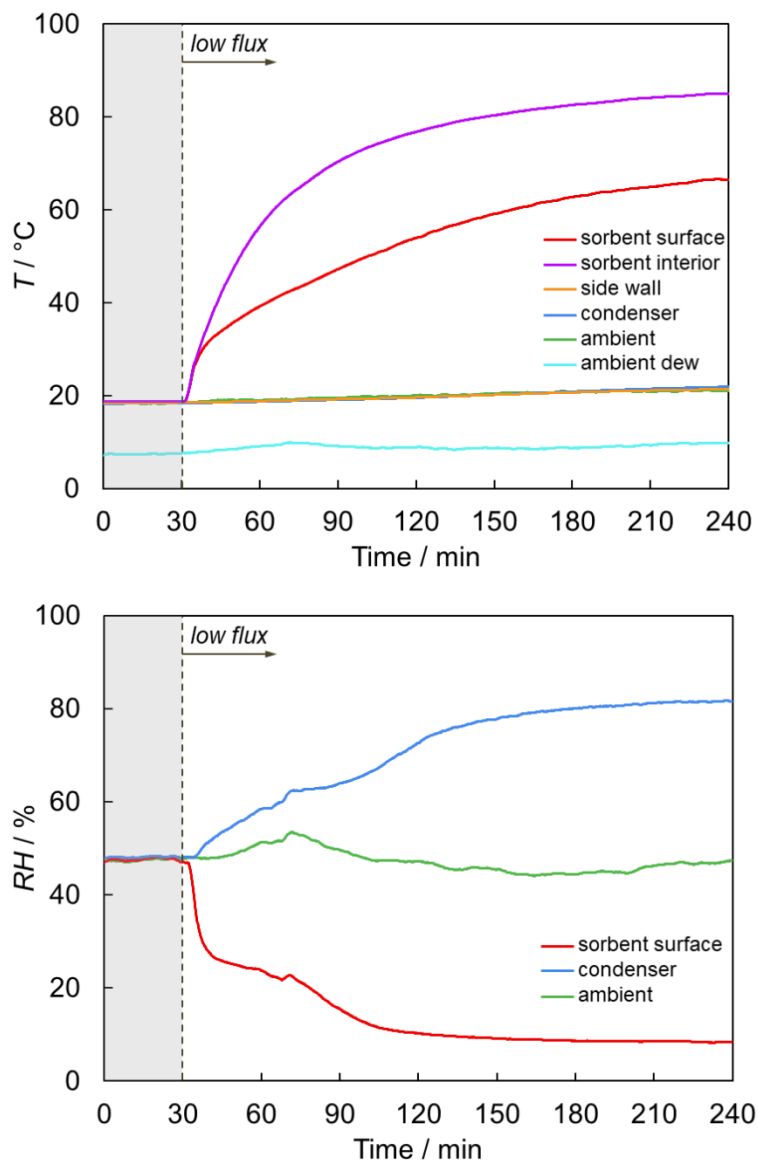 100
low flux
80
60
T / °C
sorbent surface
sorbent interior
40
side wall
condenser
ambient
20
ambient dew
0
0 30 60 90 120 150 180 210 240
Time / min
100
low flux
80
60
RH / %
40
sorbent surface
condenser
20
ambient
0
0 30 60 90 120 150 180 210 240
Time / min